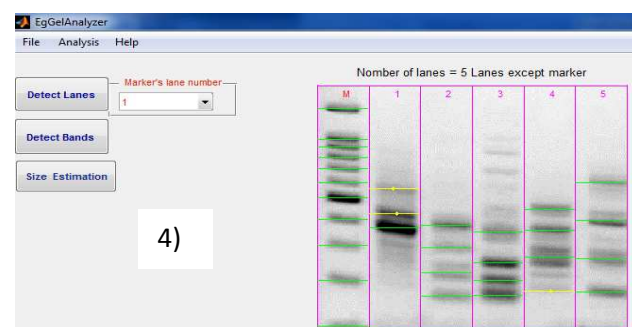 EgGelAnalyzer
File Analysis Help
Number of lanes = 5 Lanes except marker
Detect Lanes
Marker's lane number
1
M 1 2 3 4 5
Detect Bands
Size Estimation
4)